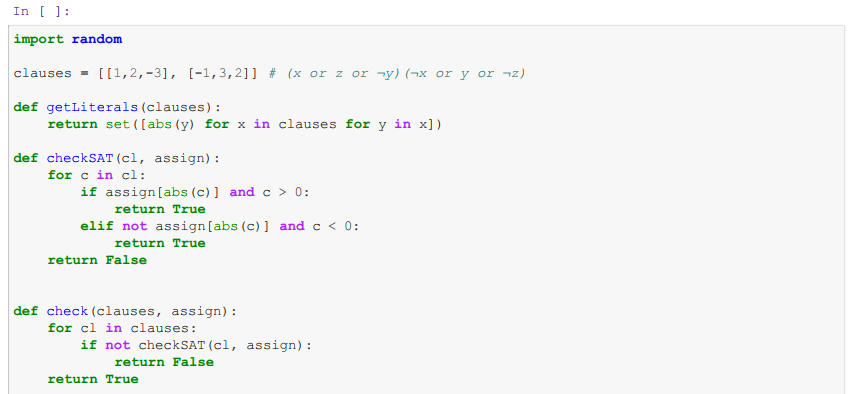 In [ ]:
import random
clauses = [[1,2,-3], [-1,3,2]] # (x or z or ¬y)(¬x or y or ¬z)
def getLiterals(clauses):
    return set([abs(y) for x in clauses for y in x])
def checkSAT(cl, assign):
    for c in cl:
        if assign[abs(c)] and c > 0:
            return True
        elif not assign[abs(c)] and c < 0:
            return True
    return False
def check(clauses, assign):
    for cl in clauses:
        if not checkSAT(cl, assign):
            return False
    return True